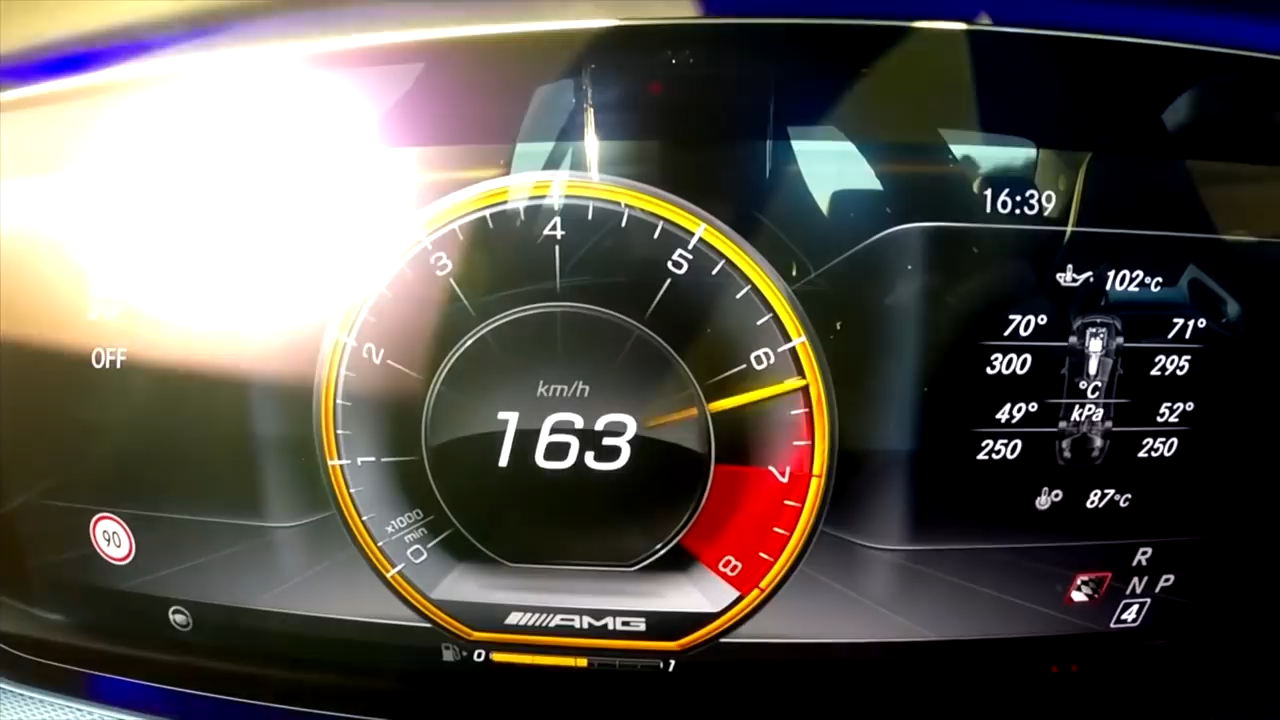 16:39
4
3
5
102°C
70° 71°
2
6
300 295
OFF
°C
km/h
163
49° kPa 52°
250 250
1
7
87°C
x1000
min
90
0
8
R
N P
4
AMG
0 1